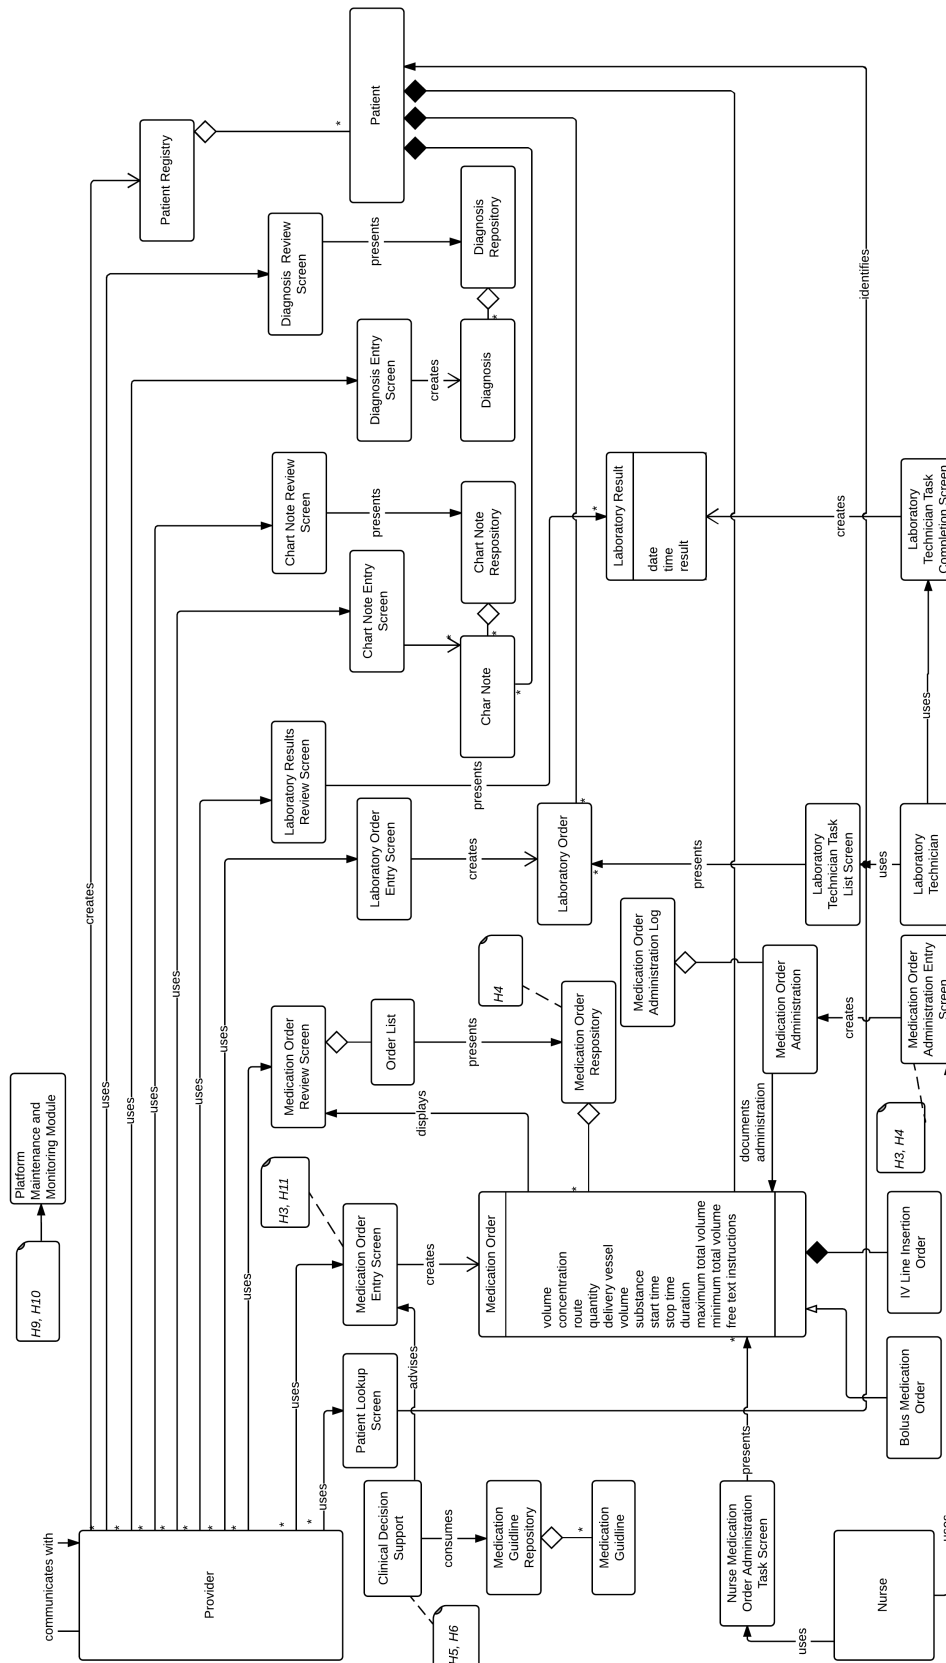 Patient
*
Patient Registry
Diagnosis Review
Screen
presents
Diagnosis
Repository
*
identifies
Diagnosis Entry
Screen
creates
Diagnosis
Chart Note Review
Screen
presents
Chart Note
Respository
*
Laboratory Result
date
time
result
*
creates
Laboratory
Technician Task
Completion Screen
Chart Note Entry
Screen
*
Char Note
*
uses
Laboratory Results
Review Screen
presents
Laboratory Order
Entry Screen
creates
Laboratory Order
*
*
presents
Laboratory
Technician Task
List Screen
uses
Laboratory
Technician
creates
uses
uses
uses
uses
uses
uses
uses
Medication Order
Review Screen
Order List
presents
H4
Medication Order
Respository
Medication Order
Administration Log
Medication Order
Administration
creates
Medication Order
Administration Entry
Screen
H3, H4
displays
documents
administration
Platform
Maintenance and
Monitoring Module
H9, H10
H3, H11
Medication Order
Entry Screen
creates
uses
Medication Order
volume
concentration
route
quantity
delivery vessel
volume
substance
start time
stop time
duration
maximum total volume
minimum total volume
free text instructions
*
*
IV Line Insertion
Order
Bolus Medication
Order
Patient Lookup
Screen
uses
advises
presents
Clinical Decision
Support
consumes
Medication
Guidline
Repository
*
Medication
Guidline
H5, H6
Nurse Medication
Order Administration
Task Screen
uses
Nurse
uses
communicates with
Provider
*
*
*
*
*
*
*
*
*